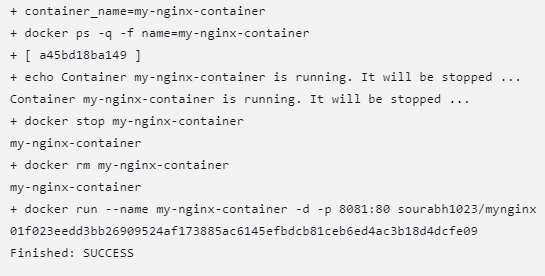 + container_name=my-nginx-container
+ docker ps -q -f name=my-nginx-container
+ [ a45bd18ba149 ]
+ echo Container my-nginx-container is running. It will be stopped ...
Container my-nginx-container is running. It will be stopped ...
+ docker stop my-nginx-container
my-nginx-container
+ docker rm my-nginx-container
my-nginx-container
+ docker run --name my-nginx-container -d -p 8081:80 sourabh1023/mynginx
01f023eedd3bb26909524af173885ac6145efbdcb81ceb6ed4ac3b18d4dcfe09
Finished: SUCCESS